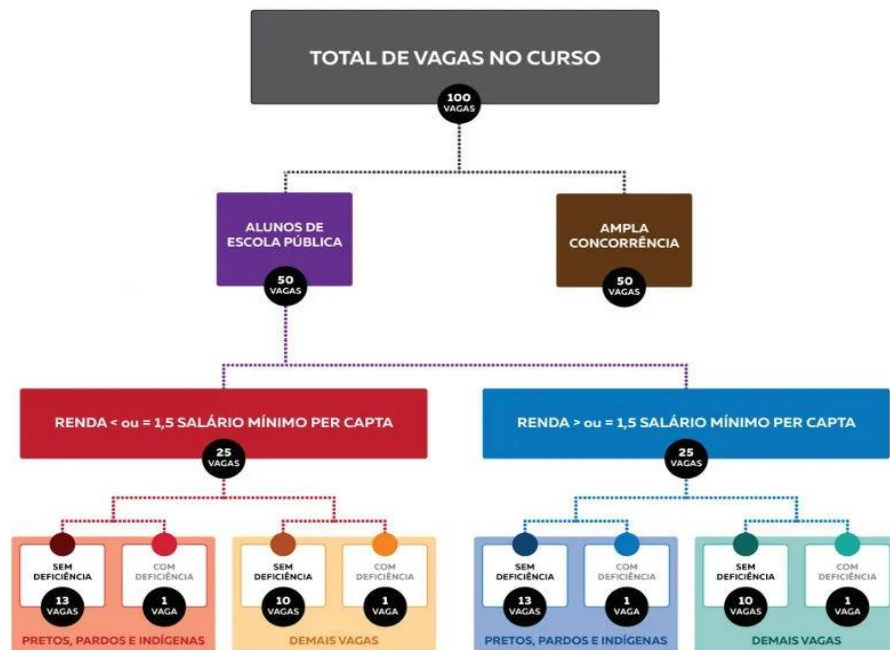 TOTAL DE VAGAS NO CURSO
100
VAGAS
ALUNOS DE
ESCOLA PÚBLICA
50
VAGAS
AMPLA
CONCORRÊNCIA
50
VAGAS
RENDA < ou = 1,5 SALÁRIO MÍNIMO PER CAPTA
25
VAGAS
RENDA > ou = 1,5 SALÁRIO MÍNIMO PER CAPTA
25
VAGAS
SEM
DEFICIÊNCIA
13
VAGAS
COM
DEFICIÊNCIA
1
VAGA
PRETOS, PARDOS E INDÍGENAS
SEM
DEFICIÊNCIA
10
VAGAS
COM
DEFICIÊNCIA
1
VAGA
DEMAIS VAGAS
SEM
DEFICIÊNCIA
13
VAGAS
COM
DEFICIÊNCIA
1
VAGA
PRETOS, PARDOS E INDÍGENAS
SEM
DEFICIÊNCIA
10
VAGAS
COM
DEFICIÊNCIA
1
VAGA
DEMAIS VAGAS